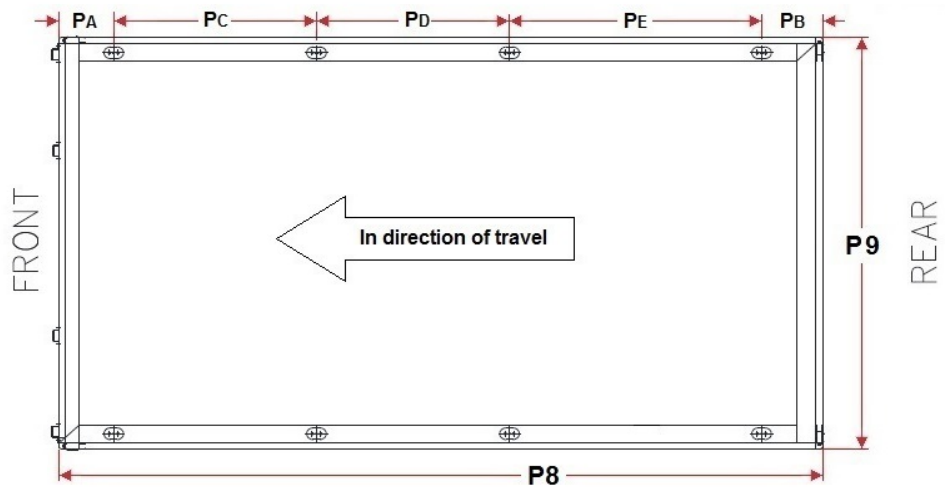 PA PC PD PE PB
FRONT
In direction of travel
P9
REAR
P8